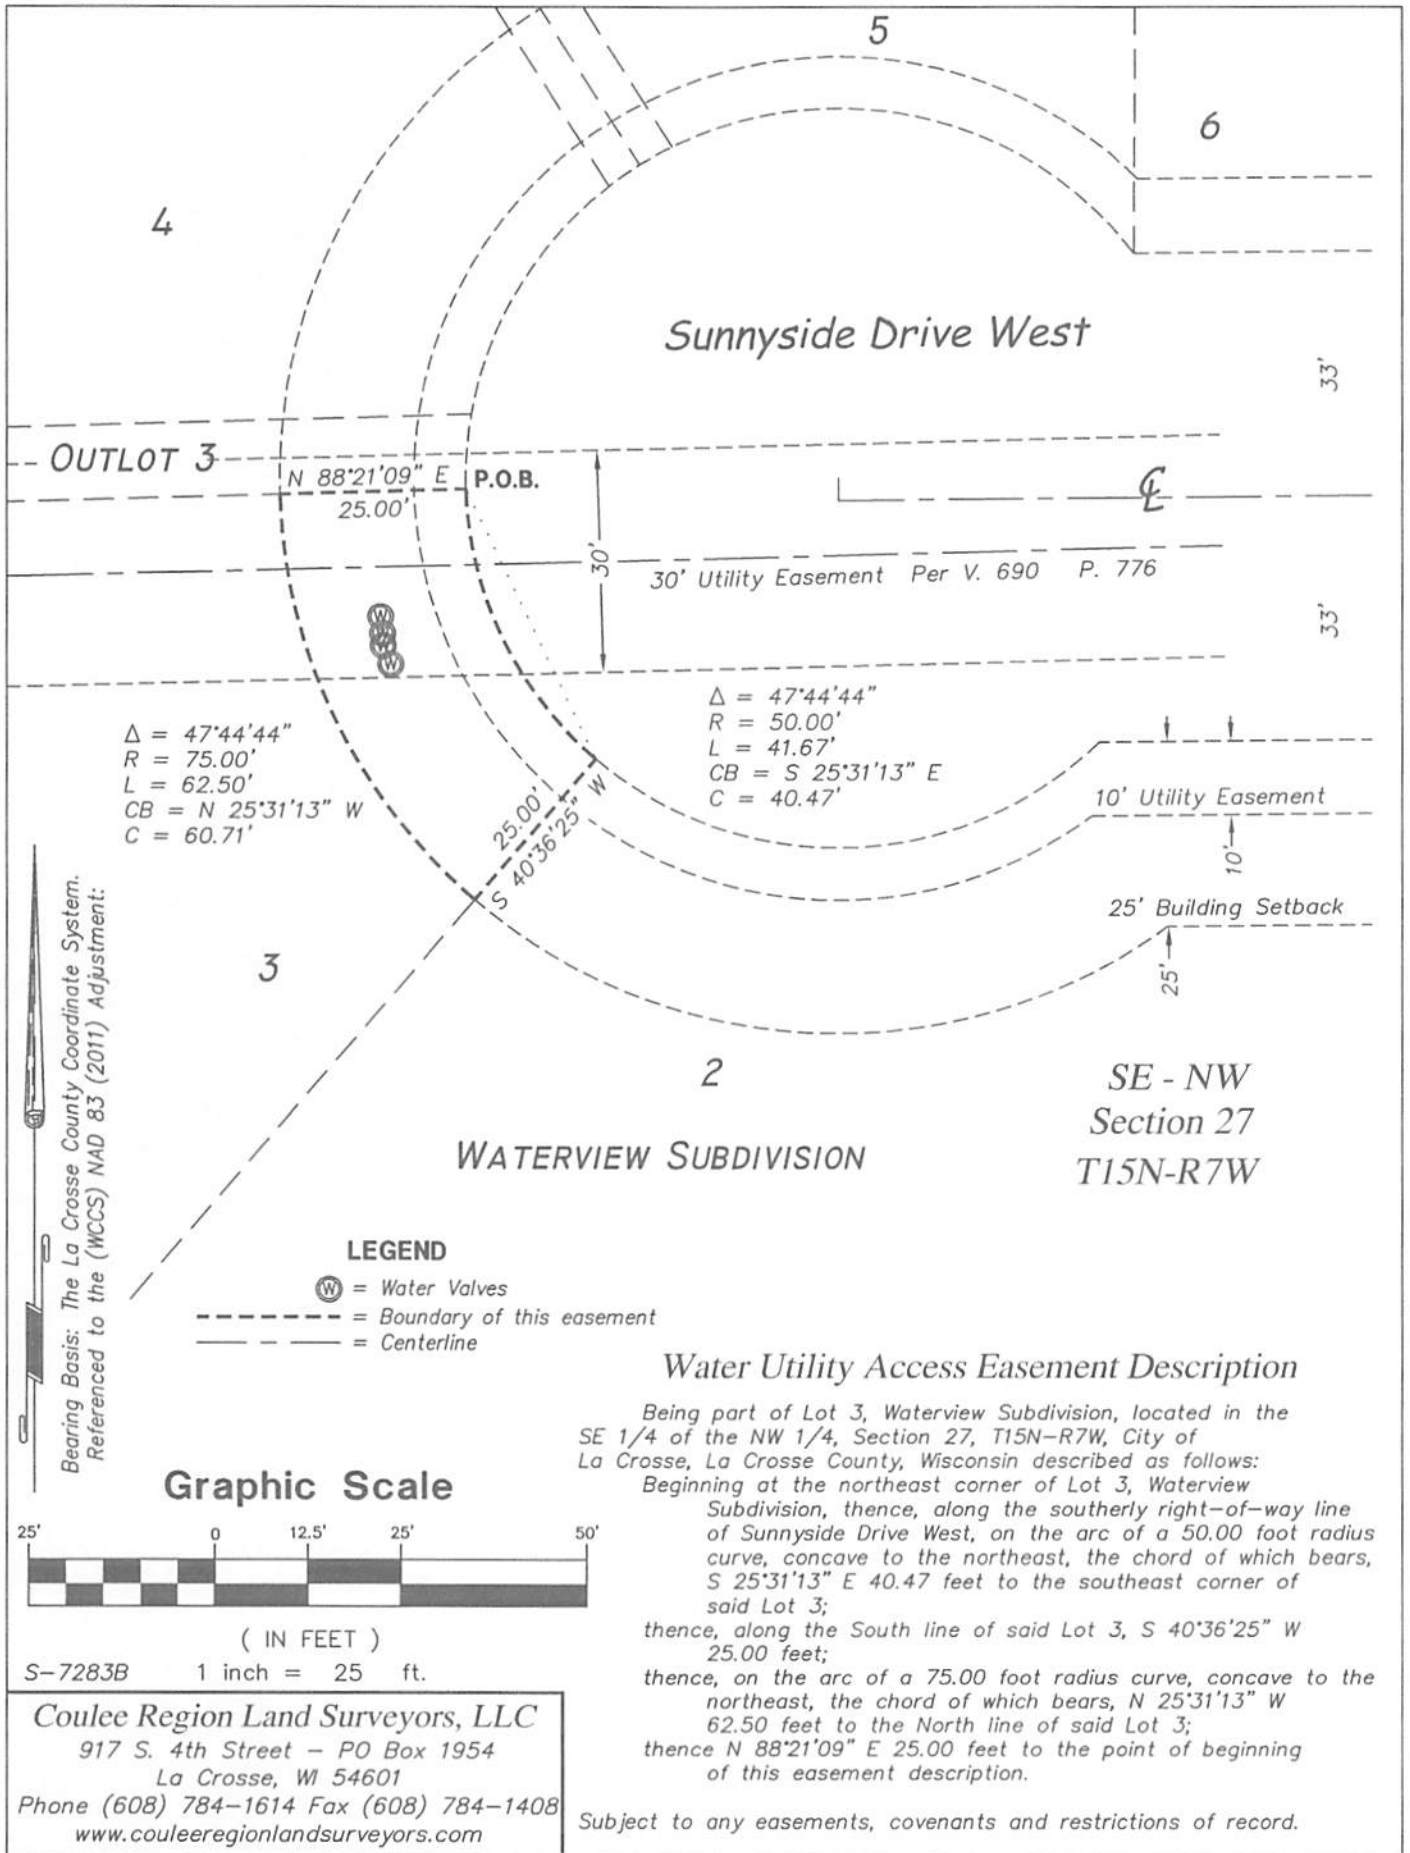 5
6
4
Sunnyside Drive West
33'
OUTLOT 3
N 88°21'09" E
P.O.B.
25.00'
CL
30'
30' Utility Easement Per V. 690 P. 776
33'
W
W
W
W
Δ = 47°44'44"
R = 75.00'
L = 62.50'
CB = N 25°31'13" W
C = 60.71'
Δ = 47°44'44"
R = 50.00'
L = 41.67'
CB = S 25°31'13" E
C = 40.47'
25.00'
S 40°36'25" W
10' Utility Easement
10'
25' Building Setback
25'
3
2
SE - NW
Section 27
T15N-R7W
WATERVIEW SUBDIVISION
Bearing Basis: The La Crosse County Coordinate System.
Referenced to the (WCCS) NAD 83 (2011) Adjustment:
LEGEND
W = Water Valves
= Boundary of this easement
= Centerline
Water Utility Access Easement Description
Being part of Lot 3, Waterview Subdivision, located in the
SE 1/4 of the NW 1/4, Section 27, T15N-R7W, City of
La Crosse, La Crosse County, Wisconsin described as follows:
Beginning at the northeast corner of Lot 3, Waterview
Subdivision, thence, along the southerly right-of-way line
of Sunnyside Drive West, on the arc of a 50.00 foot radius
curve, concave to the northeast, the chord of which bears,
S 25°31'13" E 40.47 feet to the southeast corner of
said Lot 3;
thence, along the South line of said Lot 3, S 40°36'25" W
25.00 feet;
thence, on the arc of a 75.00 foot radius curve, concave to the
northeast, the chord of which bears, N 25°31'13" W
62.50 feet to the North line of said Lot 3;
thence N 88°21'09" E 25.00 feet to the point of beginning
of this easement description.
Subject to any easements, covenants and restrictions of record.
Graphic Scale
25' 0 12.5' 25' 50'
( IN FEET )
S-7283B 1 inch = 25 ft.
Coulee Region Land Surveyors, LLC
917 S. 4th Street - PO Box 1954
La Crosse, WI 54601
Phone (608) 784-1614 Fax (608) 784-1408
www.couleeregionlandsurveyors.com